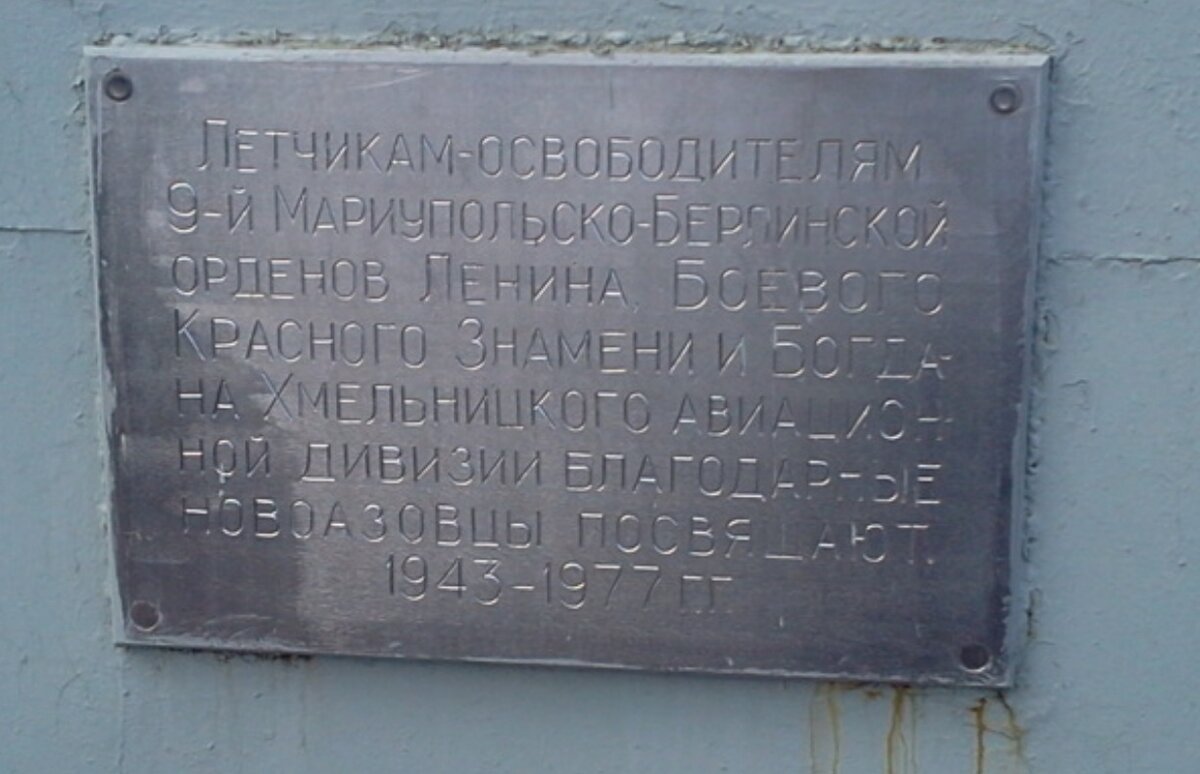 Летчикам-освободителям
9-й Мариупольско-Берлинской
орденов Ленина, Боевого
Красного Знамени и Богда-
на Хмельницкого авиацион-
ной дивизии благодарные
новоазовцы посвящают.
1943-1977 гг.